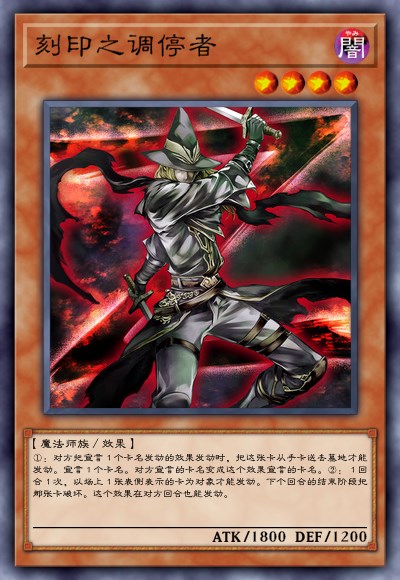 刻印之调停者
やみ
闇
【魔法师族／效果】
①：对方把宣言１个卡名发动的效果发动时，把这张卡从手卡送去墓地才能
发动。宣言１个卡名。对方宣言的卡名变成这个效果宣言的卡名。②：１回
合１次，以场上１张表侧表示的卡为对象才能发动。下个回合的结束阶段把
那张卡破坏。这个效果在对方回合也能发动。
ATK/1800 DEF/1200